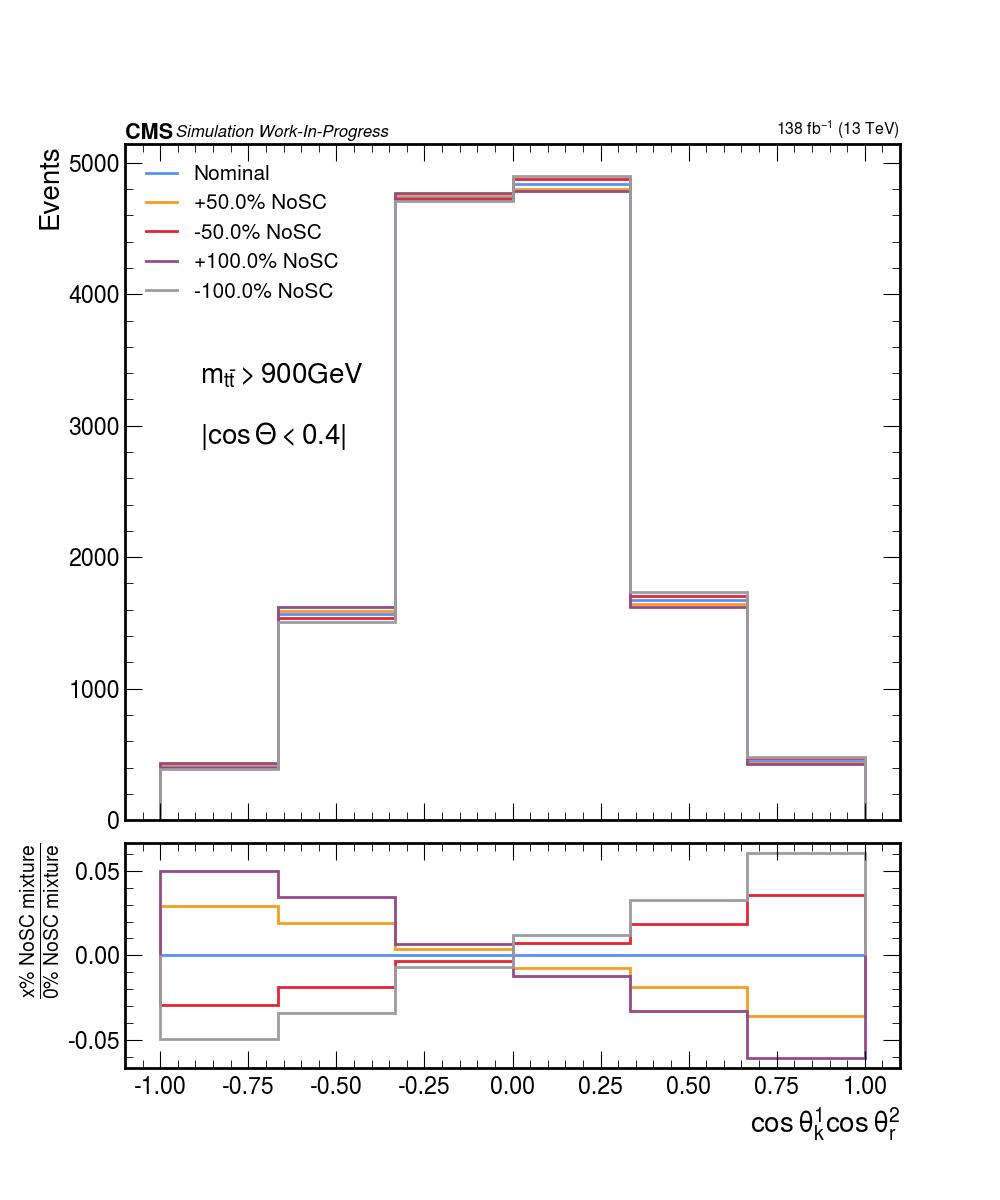 CMS Simulation Work-In-Progress 138 fb⁻¹ (13 TeV)
Events
5000
4000
3000
2000
1000
0
Nominal
+50.0% NoSC
-50.0% NoSC
+100.0% NoSC
-100.0% NoSC
m_{tt̄} > 900GeV
|cos Θ < 0.4|
x% NoSC mixture
0% NoSC mixture
0.05
0.00
-0.05
-1.00 -0.75 -0.50 -0.25 0.00 0.25 0.50 0.75 1.00
cos θ_k^1 cos θ_r^2